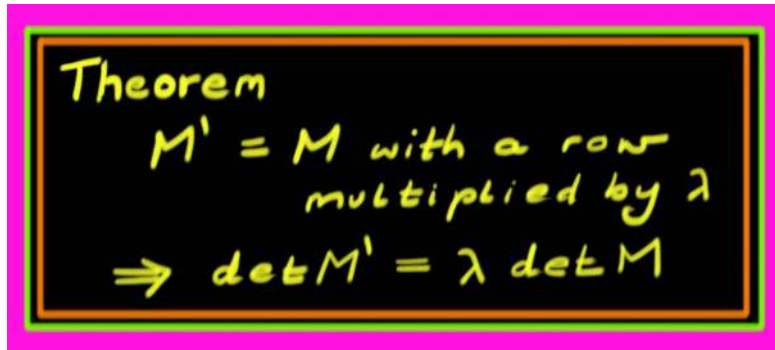 Theorem
M' = M with a row
multiplied by λ
⇒ det M' = λ det M